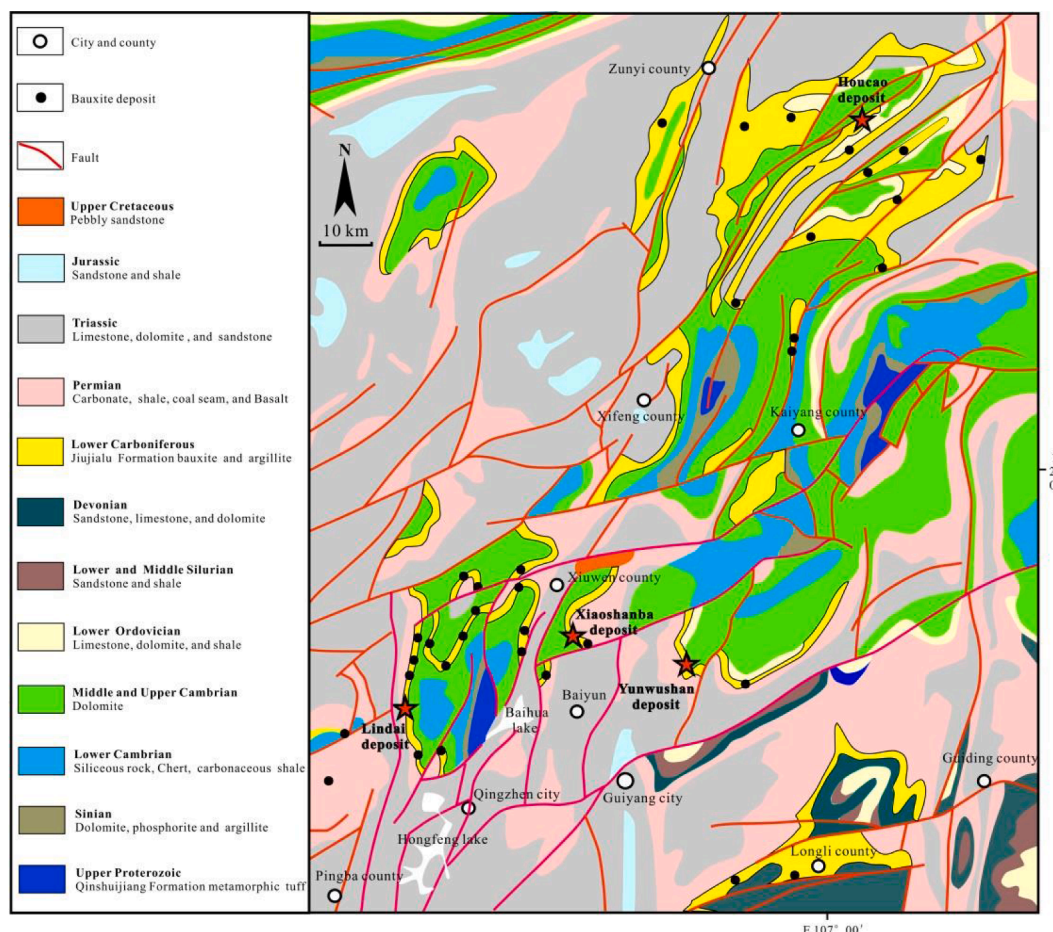 City and county
Bauxite deposit
Fault
Upper Cretaceous
Pebbly sandstone
Jurassic
Sandstone and shale
Triassic
Limestone, dolomite , and sandstone
Permian
Carbonate, shale, coal seam, and Basalt
Lower Carboniferous
Jiujialu Formation bauxite and argillite
Devonian
Sandstone, limestone, and dolomite
Lower and Middle Silurian
Sandstone and shale
Lower Ordovician
Limestone, dolomite, and shale
Middle and Upper Cambrian
Dolomite
Lower Cambrian
Siliceous rock, Chert, carbonaceous shale
Sinian
Dolomite, phosphorite and argillite
Upper Proterozoic
Qinshuijiang Formation metamorphic tuff
Zunyi county
Houcao
deposit
N
10 km
Xifeng county
Kaiyang county
Xiuwen county
Xiaoshanba
deposit
Yunwushan
deposit
Baiyun
Baihua
lake
Lindai
deposit
Qingzhen city
Guiyang city
Guiding county
Hongfeng lake
Longli county
Pingba county
E 107° 00′